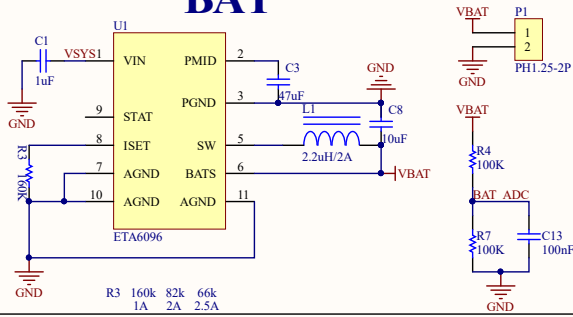 BAT
U1
VBAT
P1
C1
VSYS
1
VIN
PMID
2
1
2
1uF
C3
GND
GND
PH1.25-2P
PGND
3
47uF
GND
9
STAT
L1
C8
VBAT
8
ISET
SW
5
10uF
R3
160K
2.2uH/2A
R4
100K
7
AGND
BATS
6
VBAT
10
AGND
AGND
11
BAT_ADC
ETA6096
R7
100K
C13
100nF
GND
R3 160k 82k 66k
1A 2A 2.5A
GND